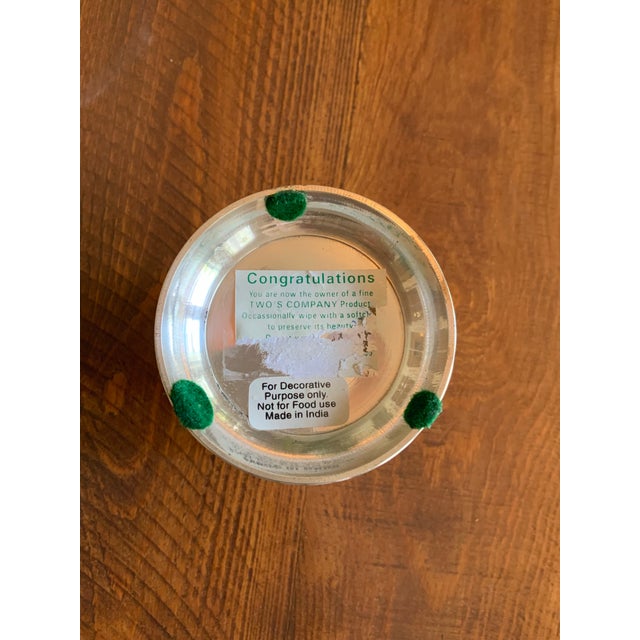 Congratulations
You are now the owner of a fine
TWO'S COMPANY Product
Occassionally wipe with a soft
to preserve its beauty
For Decorative
Purpose only.
Not for Food use
Made in India